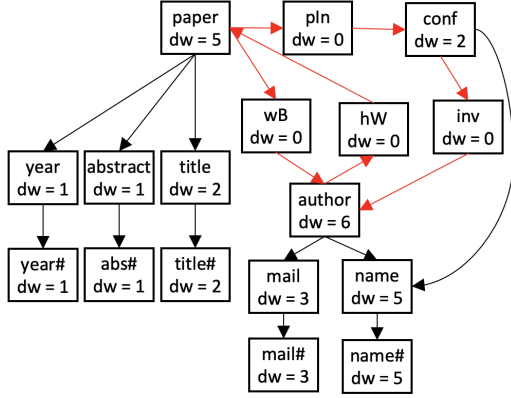 paper
dw = 5
pIn
dw = 0
conf
dw = 2
wB
dw = 0
hW
dw = 0
inv
dw = 0
year
dw = 1
abstract
dw = 1
title
dw = 2
author
dw = 6
year#
dw = 1
abs#
dw = 1
title#
dw = 2
mail
dw = 3
name
dw = 5
mail#
dw = 3
name#
dw = 5